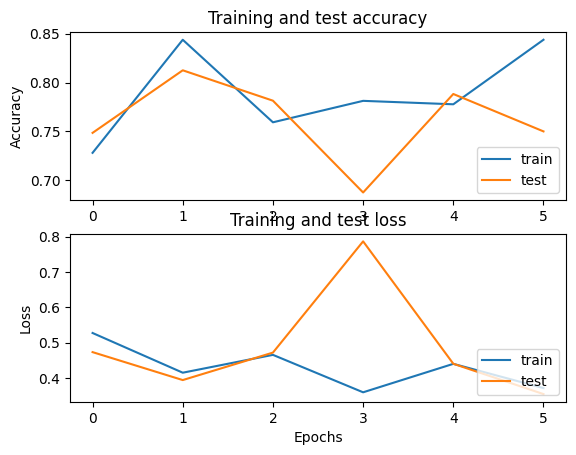 Training and test accuracy
0.85
0.80
0.75
0.70
Accuracy
train
test
0 1 2 3 4 5
Training and test loss
0.8
0.7
0.6
0.5
0.4
Loss
train
test
0 1 2 3 4 5
Epochs